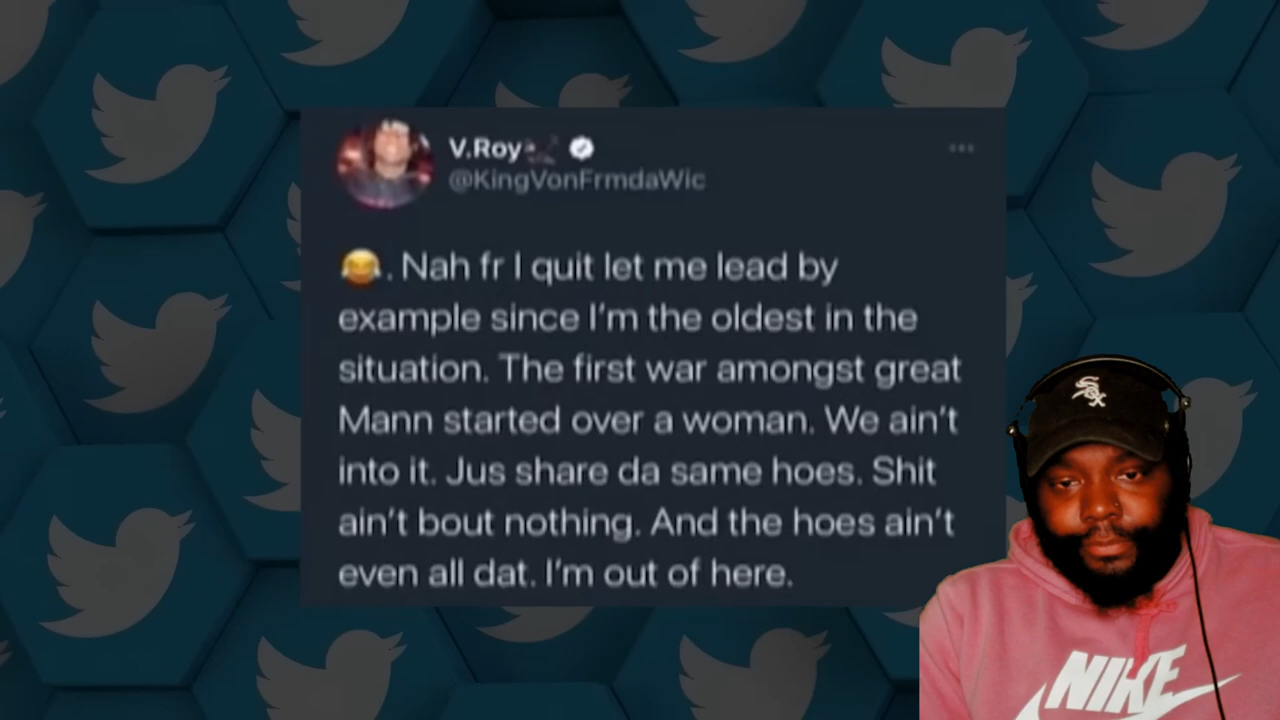 V.Roy
@KingVonFrmdaWic
😂. Nah fr I quit let me lead by
example since I'm the oldest in the
situation. The first war amongst great
Mann started over a woman. We ain't
into it. Jus share da same hoes. Shit
ain't bout nothing. And the hoes ain't
even all dat. I'm out of here.
Sox
NIKE